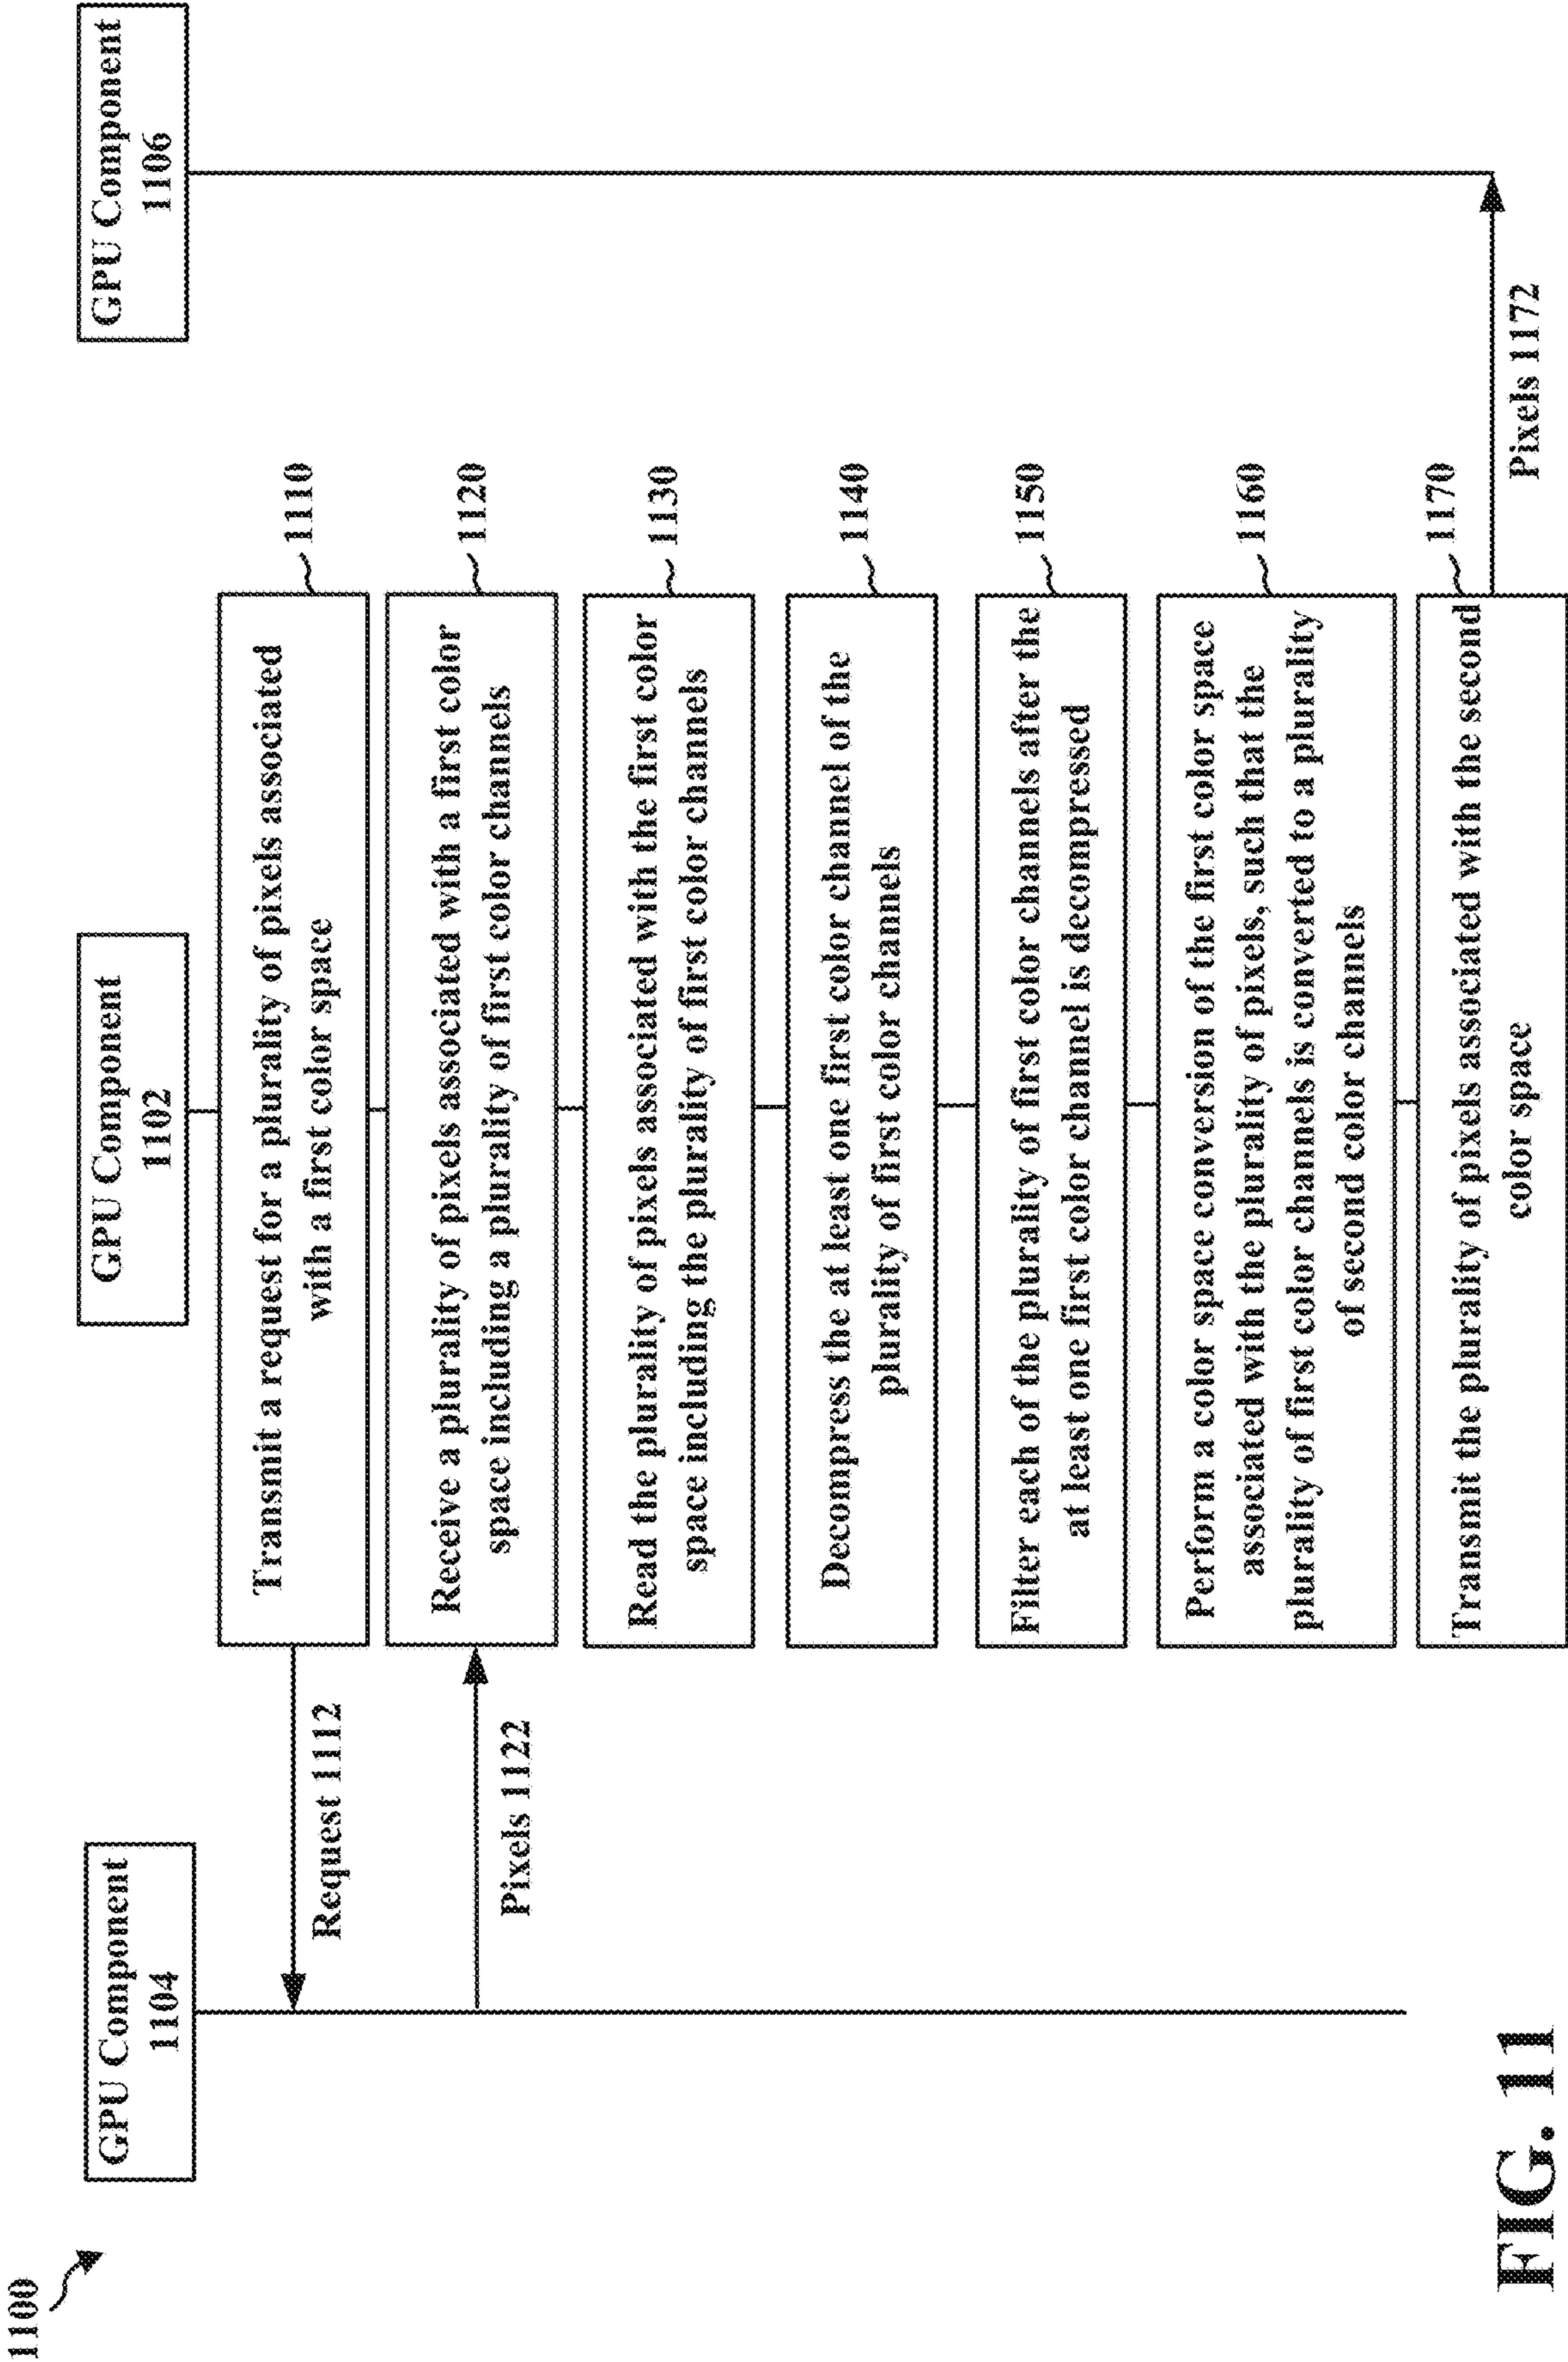 1100
GPU Component
1104
GPU Component
1102
GPU Component
1106
Transmit a request for a plurality of pixels associated
with a first color space
1110
Request 1112
Receive a plurality of pixels associated with a first color
space including a plurality of first color channels
1120
Pixels 1122
Read the plurality of pixels associated with the first color
space including the plurality of first color channels
1130
Decompress the at least one first color channel of the
plurality of first color channels
1140
Filter each of the plurality of first color channels after the
at least one first color channel is decompressed
1150
Perform a color space conversion of the first color space
associated with the plurality of pixels, such that the
plurality of first color channels is converted to a plurality
of second color channels
1160
Transmit the plurality of pixels associated with the second
color space
1170
Pixels 1172
FIG. 11